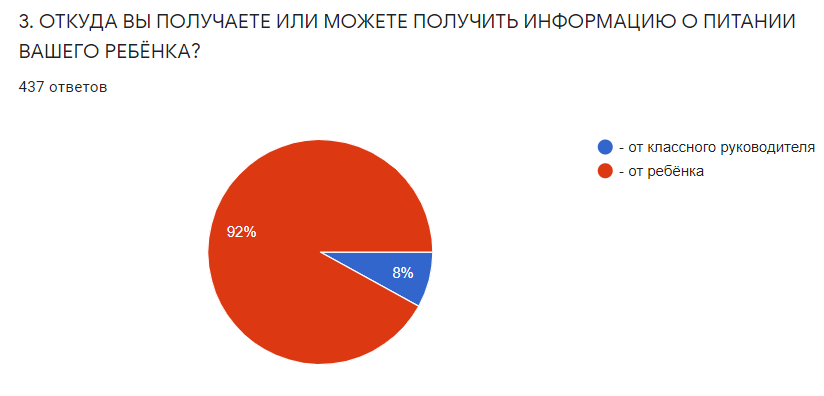 3. ОТКУДА ВЫ ПОЛУЧАЕТЕ ИЛИ МОЖЕТЕ ПОЛУЧИТЬ ИНФОРМАЦИЮ О ПИТАНИИ
ВАШЕГО РЕБЁНКА?
437 ответов
- от классного руководителя
- от ребёнка
92%
8%